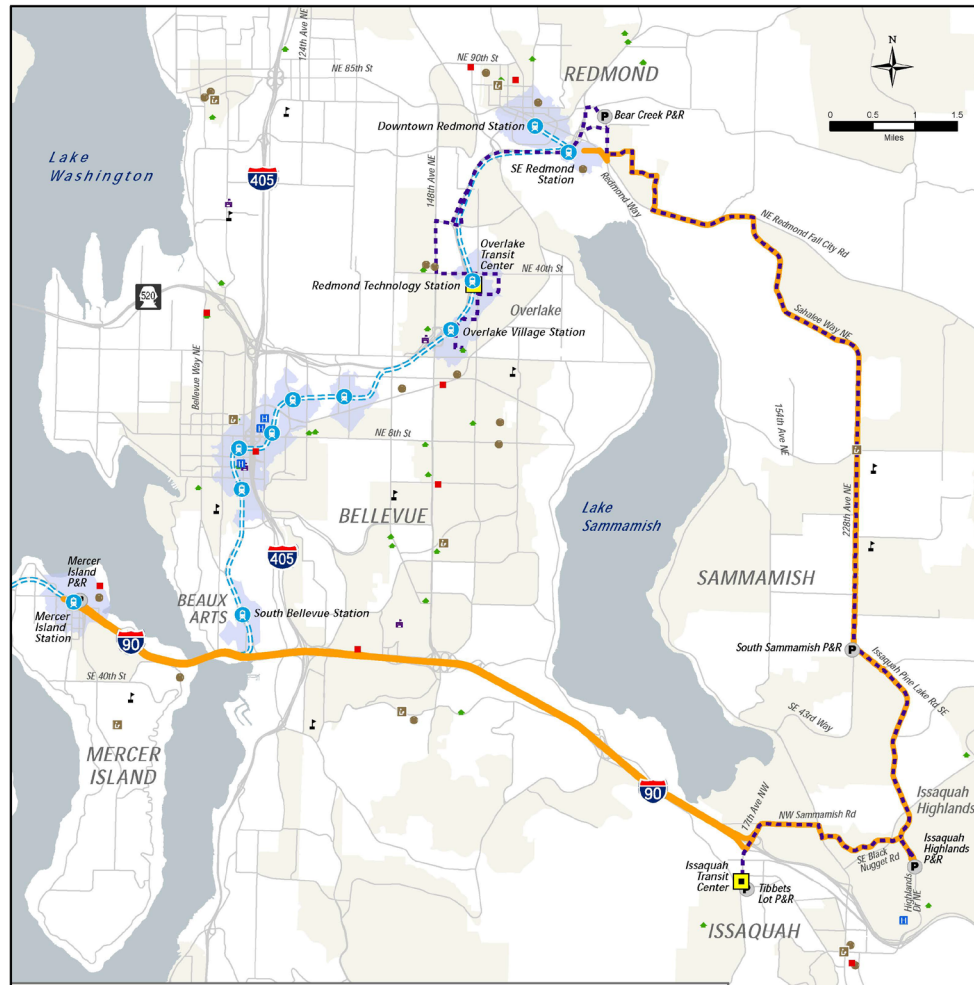 124th Ave NE
NE 90th St
REDMOND
NE 85th St
N
Bear Creek P&R
0 0.5 1 1.5
Miles
Downtown Redmond Station
Lake
Washington
SE Redmond
Station
405
148th Ave NE
Redmond Way
NE Redmond Fall City Rd
Overlake
Transit
Center
NE 40th St
Redmond Technology Station
520
Overlake
Sahalee Way NE
Overlake Village Station
Bellevue Way NE
H
H
154th Ave NE
NE 8th St
H
228th Ave NE
Lake
Sammamish
BELLEVUE
405
Mercer
Island
P&R
SAMMAMISH
BEAUX
ARTS
South Bellevue Station
Mercer
Island
Station
90
South Sammamish P&R
P
Issaquah Pine Lake Rd SE
SE 40th St
SE 43rd Way
MERCER
ISLAND
90
17th Ave NW
NW Sammamish Rd
Issaquah
Highlands
SE Black
Nugget Rd
Issaquah
Highlands
P&R
P
Issaquah
Transit
Center
Tibbets
Lot P&R
Highlands
Dr NE
H
ISSAQUAH